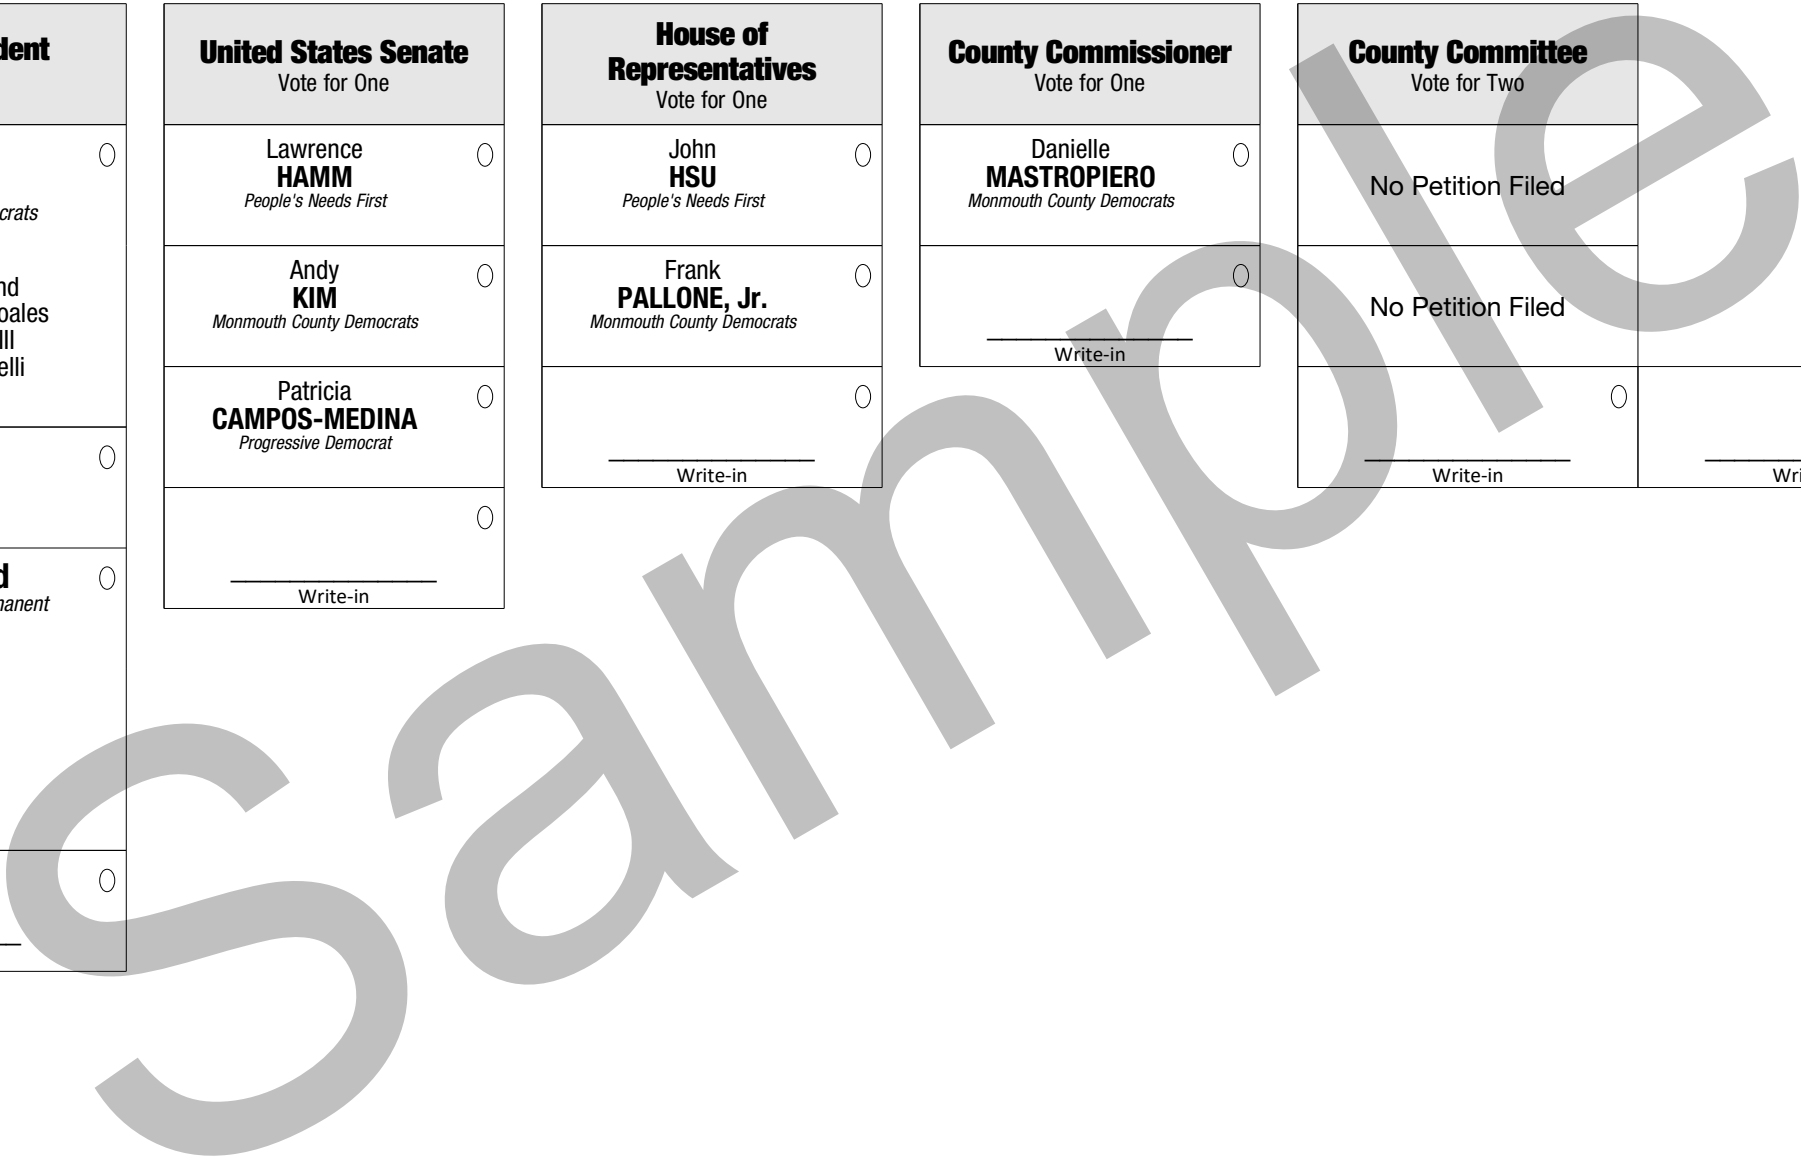 dent
crats
nd
oales
III
elli
d
nanent
United States Senate
Vote for One
Lawrence
HAMM
People's Needs First
Andy
KIM
Monmouth County Democrats
Patricia
CAMPOS-MEDINA
Progressive Democrat
Write-in
House of
Representatives
Vote for One
John
HSU
People's Needs First
Frank
PALLONE, Jr.
Monmouth County Democrats
Write-in
County Commissioner
Vote for One
Danielle
MASTROPIERO
Monmouth County Democrats
Write-in
County Committee
Vote for Two
No Petition Filed
No Petition Filed
Write-in
Wri
Sample